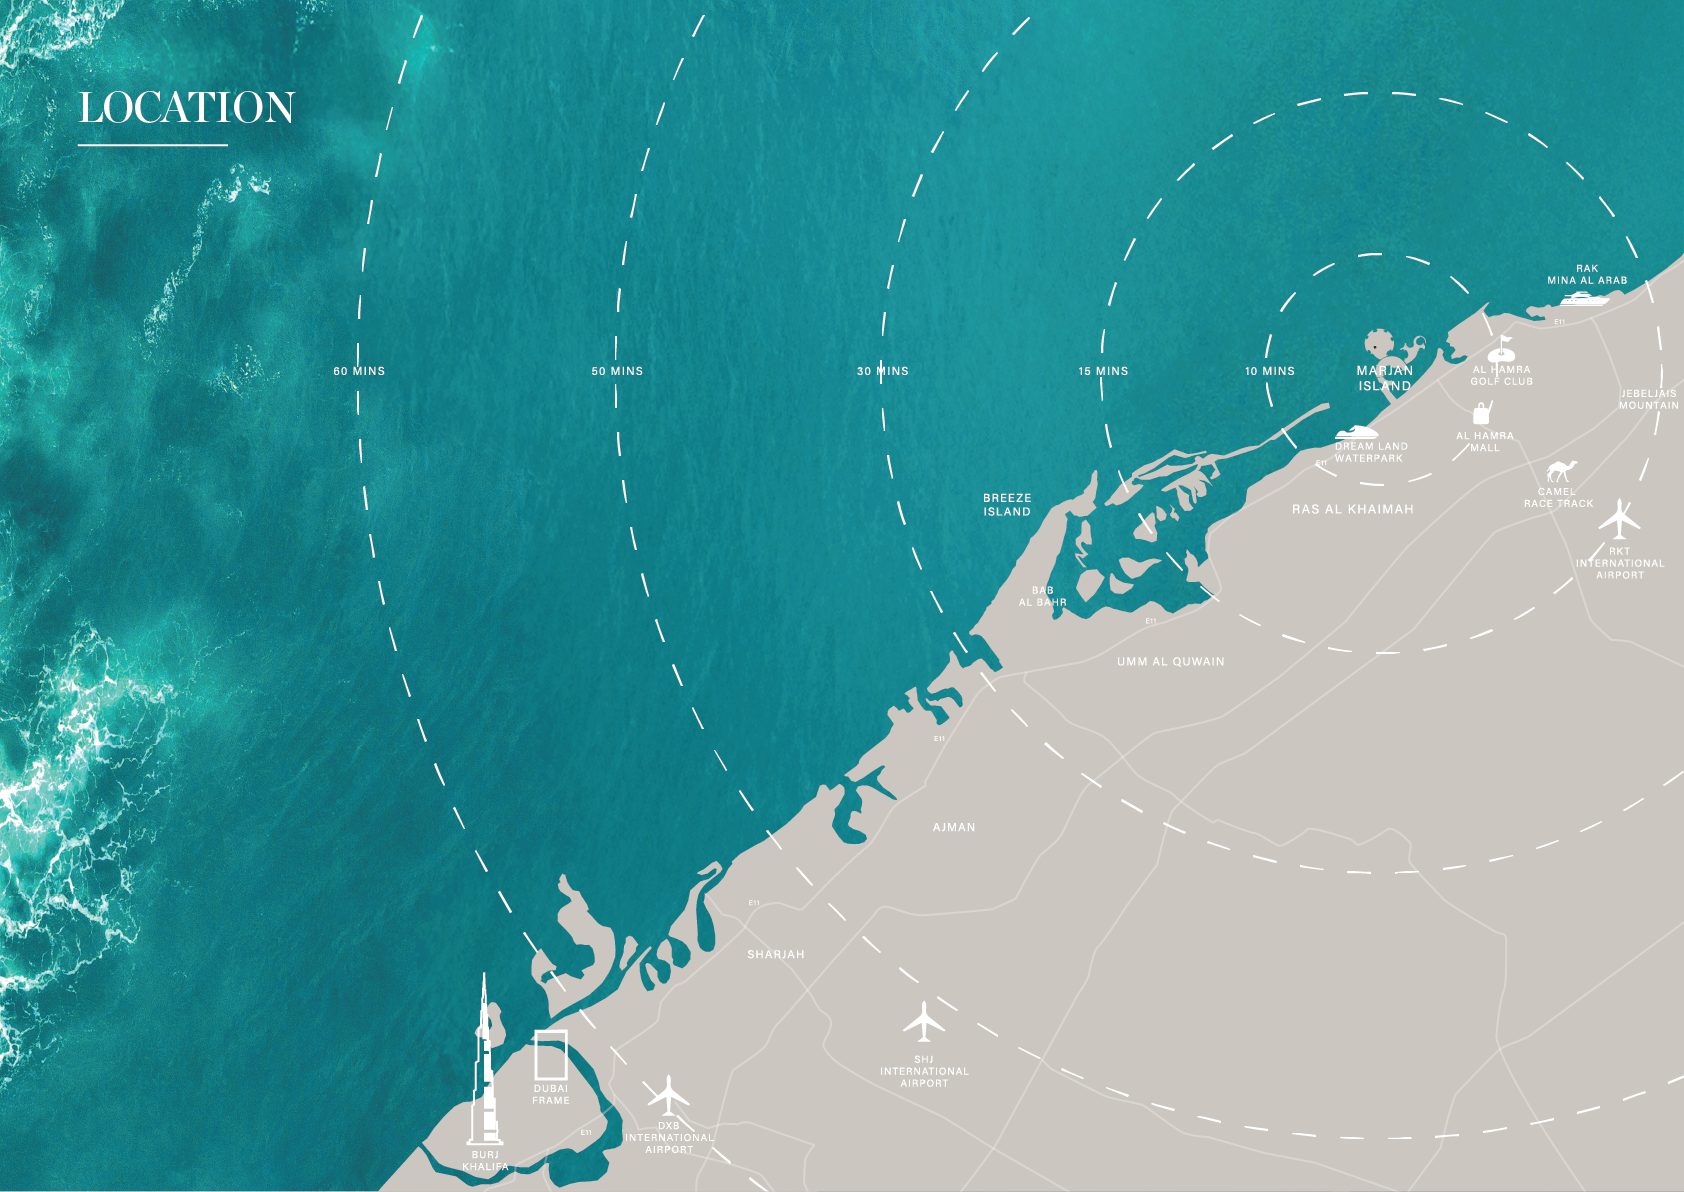 LOCATION
60 MINS
50 MINS
30 MINS
15 MINS
10 MINS
MARJAN
ISLAND
RAK
MINA AL ARAB
E11
AL HAMRA
GOLF CLUB
JEBELJAIS
MOUNTAIN
AL HAMRA
MALL
DREAM LAND
WATERPARK
E11
CAMEL
RACE TRACK
BREEZE
ISLAND
RAS AL KHAIMAH
RKT
INTERNATIONAL
AIRPORT
BAB
AL BAHR
E11
UMM AL QUWAIN
E11
AJMAN
E11
SHARJAH
SHJ
INTERNATIONAL
AIRPORT
DUBAI
FRAME
E11
DXB
INTERNATIONAL
AIRPORT
BURJ
KHALIFA